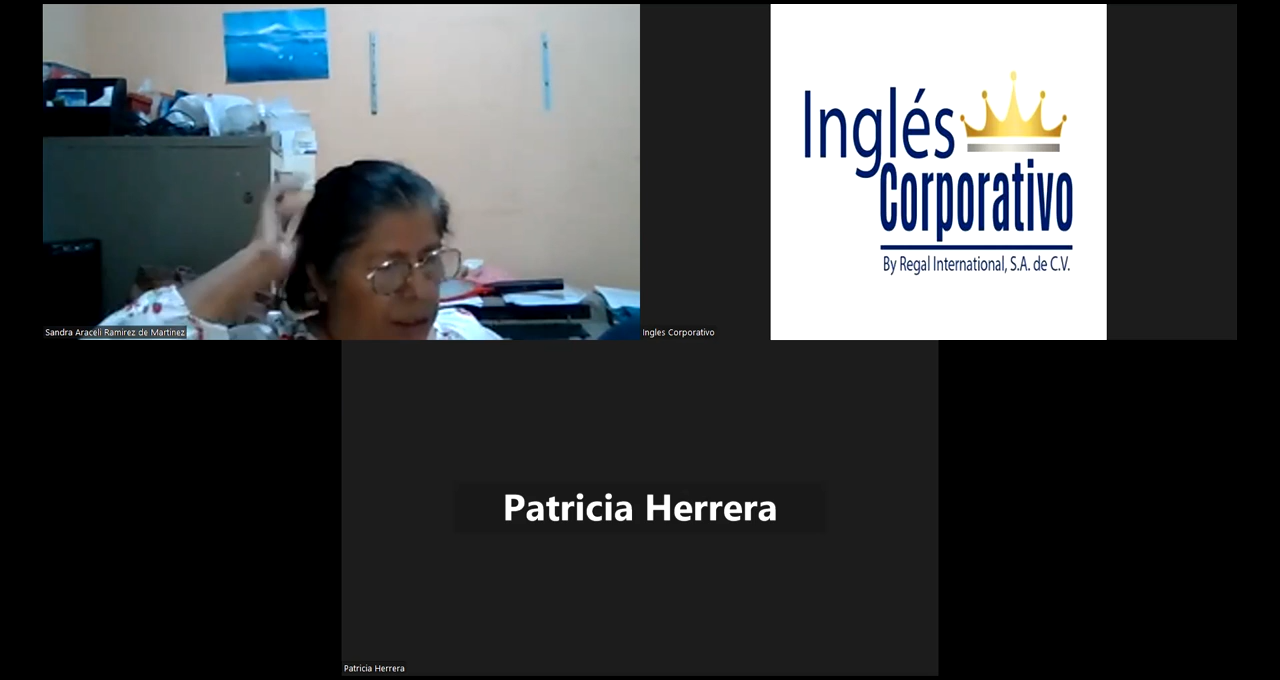 Inglés
Corporativo
By Regal International, S.A. de C.V.
Sandra Araceli Ramirez de Martinez
Ingles Corporativo
Patricia Herrera
Patricia Herrera